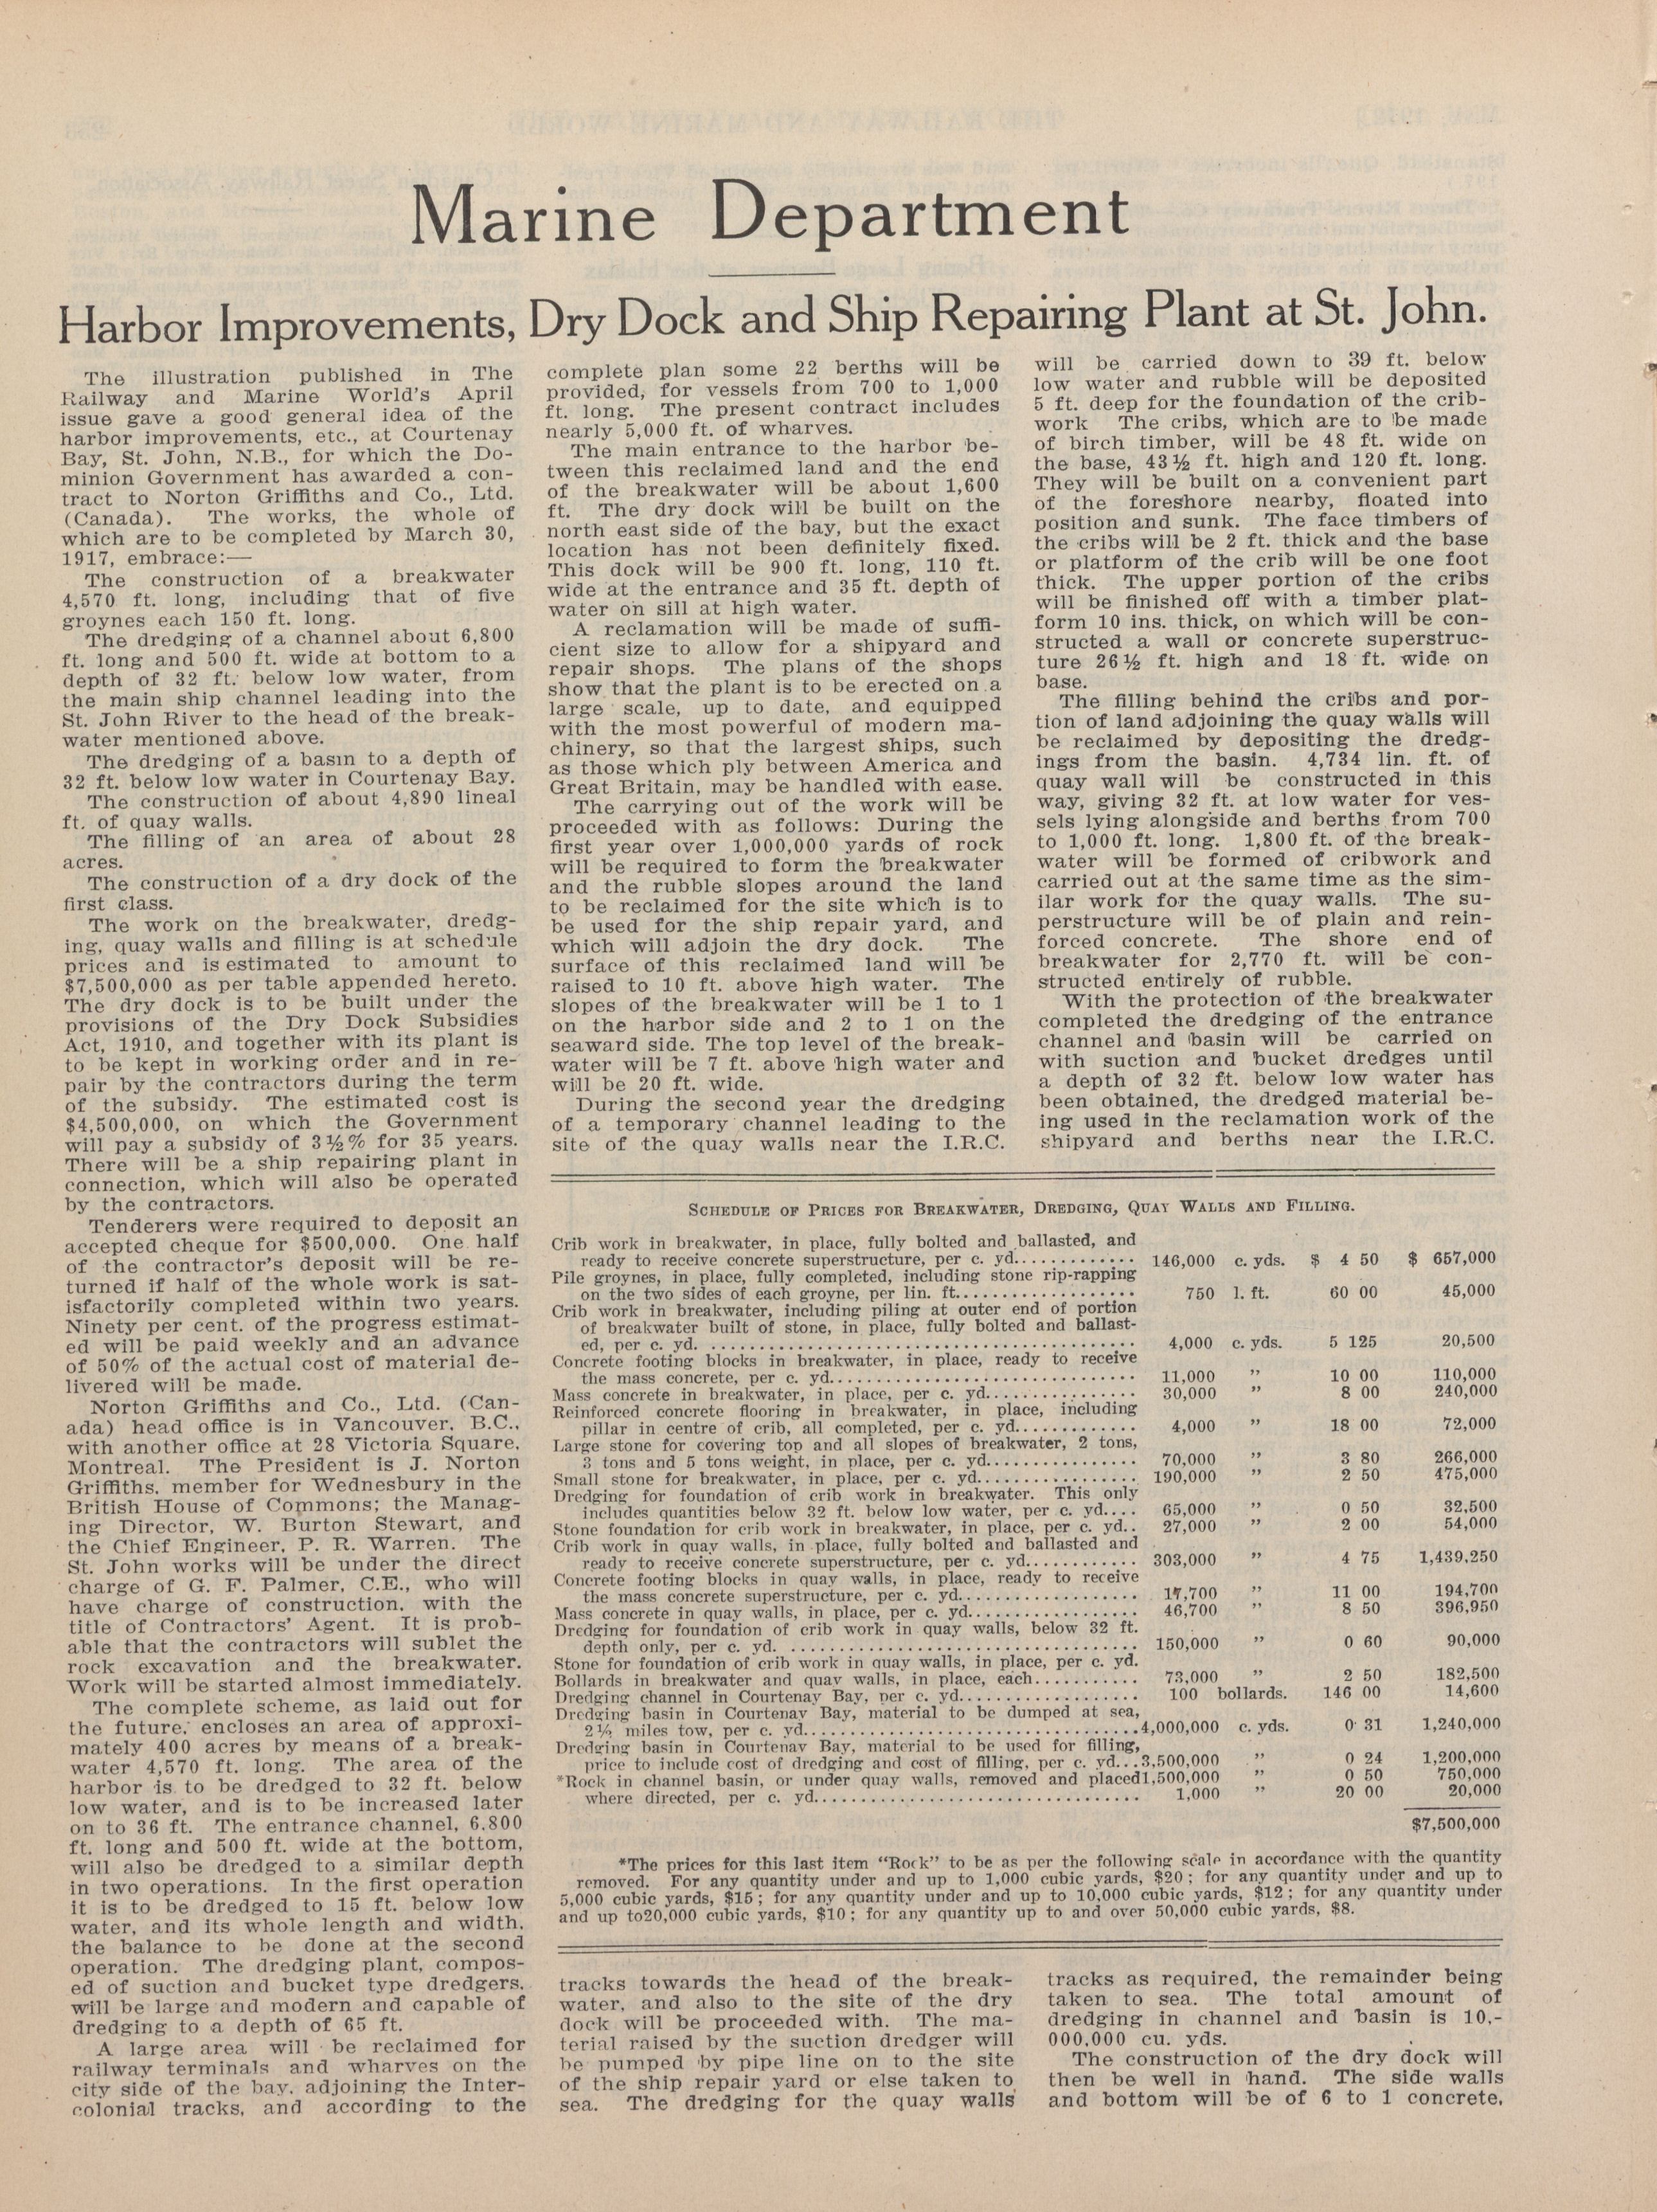 Marine Department
Harbor Improvements, Dry Dock and Ship Repairing Plant at St. John.
The illustration published in The
Railway and Marine World's April
issue gave a good general idea of the
harbor improvements, etc., at Courtenay
Bay, St. John, N.B., for which the Do-
minion Government has awarded a con-
tract to Norton Griffiths and Co., Ltd.
(Canada). The works, the whole of
which are to be completed by March 30,
1917, embrace:—
The construction of a breakwater
4,570 ft. long, including that of five
groynes each 150 ft. long.
The dredging of a channel about 6,800
ft. long and 500 ft. wide at bottom to a
depth of 32 ft. below low water, from
the main ship channel leading into the
St. John River to the head of the break-
water mentioned above.
The dredging of a basin to a depth of
32 ft. below low water in Courtenay Bay.
The construction of about 4,890 lineal
ft. of quay walls.
The filling of an area of about 28
acres.
The construction of a dry dock of the
first class.
The work on the breakwater, dredg-
ing, quay walls and filling is at schedule
prices and is estimated to amount to
$7,500,000 as per table appended hereto.
The dry dock is to be built under the
provisions of the Dry Dock Subsidies
Act, 1910, and together with its plant is
to be kept in working order and in re-
pair by the contractors during the term
of the subsidy. The estimated cost is
$4,500,000, on which the Government
will pay a subsidy of 3½% for 35 years.
There will be a ship repairing plant in
connection, which will also be operated
by the contractors.
Tenderers were required to deposit an
accepted cheque for $500,000. One half
of the contractor's deposit will be re-
turned if half of the whole work is sat-
isfactorily completed within two years.
Ninety per cent. of the progress estimat-
ed will be paid weekly and an advance
of 50% of the actual cost of material de-
livered will be made.
Norton Griffiths and Co., Ltd. (Can-
ada) head office is in Vancouver, B.C.,
with another office at 28 Victoria Square,
Montreal. The President is J. Norton
Griffiths, member for Wednesbury in the
British House of Commons; the Manag-
ing Director, W. Burton Stewart, and
the Chief Engineer, P. R. Warren. The
St. John works will be under the direct
charge of G. F. Palmer, C.E., who will
have charge of construction, with the
title of Contractors' Agent. It is prob-
able that the contractors will sublet the
rock excavation and the breakwater.
Work will be started almost immediately.
The complete scheme, as laid out for
the future, encloses an area of approxi-
mately 400 acres by means of a break-
water 4,570 ft. long. The area of the
harbor is to be dredged to 32 ft. below
low water, and is to be increased later
on to 36 ft. The entrance channel, 6,800
ft. long and 500 ft. wide at the bottom,
will also be dredged to a similar depth
in two operations. In the first operation
it is to be dredged to 15 ft. below low
water, and its whole length and width,
the balance to be done at the second
operation. The dredging plant, compos-
ed of suction and bucket type dredgers,
will be large and modern and capable of
dredging to a depth of 65 ft.
A large area will be reclaimed for
railway terminals and wharves on the
city side of the bay, adjoining the Inter-
colonial tracks, and according to the
complete plan some 22 berths will be
provided, for vessels from 700 to 1,000
ft. long. The present contract includes
nearly 5,000 ft. of wharves.
The main entrance to the harbor be-
tween this reclaimed land and the end
of the breakwater will be about 1,600
ft. The dry dock will be built on the
north east side of the bay, but the exact
location has not been definitely fixed.
This dock will be 900 ft. long, 110 ft.
wide at the entrance and 35 ft. depth of
water on sill at high water.
A reclamation will be made of suffi-
cient size to allow for a shipyard and
repair shops. The plans of the shops
show that the plant is to be erected on a
large scale, up to date, and equipped
with the most powerful of modern ma-
chinery, so that the largest ships, such
as those which ply between America and
Great Britain, may be handled with ease.
The carrying out of the work will be
proceeded with as follows: During the
first year over 1,000,000 yards of rock
will be required to form the breakwater
and the rubble slopes around the land
to be reclaimed for the site which is to
be used for the ship repair yard, and
which will adjoin the dry dock. The
surface of this reclaimed land will be
raised to 10 ft. above high water. The
slopes of the breakwater will be 1 to 1
on the harbor side and 2 to 1 on the
seaward side. The top level of the break-
water will be 7 ft. above high water and
will be 20 ft. wide.
During the second year the dredging
of a temporary channel leading to the
site of the quay walls near the I.R.C.
will be carried down to 39 ft. below
low water and rubble will be deposited
5 ft. deep for the foundation of the crib-
work The cribs, which are to be made
of birch timber, will be 48 ft. wide on
the base, 43½ ft. high and 120 ft. long.
They will be built on a convenient part
of the foreshore nearby, floated into
position and sunk. The face timbers of
the cribs will be 2 ft. thick and the base
or platform of the crib will be one foot
thick. The upper portion of the cribs
will be finished off with a timber plat-
form 10 ins. thick, on which will be con-
structed a wall or concrete superstruc-
ture 26½ ft. high and 18 ft. wide on
base.
The filling behind the cribs and por-
tion of land adjoining the quay walls will
be reclaimed by depositing the dredg-
ings from the basin. 4,734 lin. ft. of
quay wall will be constructed in this
way, giving 32 ft. at low water for ves-
sels lying alongside and berths from 700
to 1,000 ft. long. 1,800 ft. of the break-
water will be formed of cribwork and
carried out at the same time as the sim-
ilar work for the quay walls. The su-
perstructure will be of plain and rein-
forced concrete. The shore end of
breakwater for 2,770 ft. will be con-
structed entirely of rubble.
With the protection of the breakwater
completed the dredging of the entrance
channel and basin will be carried on
with suction and bucket dredges until
a depth of 32 ft. below low water has
been obtained, the dredged material be-
ing used in the reclamation work of the
shipyard and berths near the I.R.C.
Schedule of Prices for Breakwater, Dredging, Quay Walls and Filling.
Crib work in breakwater, in place, fully bolted and ballasted, and
ready to receive concrete superstructure, per c. yd............. 146,000 c. yds. $ 4 50 $ 657,000
Pile groynes, in place, fully completed, including stone rip-rapping
on the two sides of each groyne, per lin. ft.................. 750 l. ft. 60 00 45,000
Crib work in breakwater, including piling at outer end of portion
of breakwater built of stone, in place, fully bolted and ballast-
ed, per c. yd. .......................................... 4,000 c. yds. 5 125 20,500
Concrete footing blocks in breakwater, in place, ready to receive
the mass concrete, per c. yd.............................. 11,000 " 10 00 110,000
Mass concrete in breakwater, in place, per c. yd................ 30,000 " 8 00 240,000
Reinforced concrete flooring in breakwater, in place, including
pillar in centre of crib, all completed, per c. yd............. 4,000 " 18 00 72,000
Large stone for covering top and all slopes of breakwater, 2 tons,
3 tons and 5 tons weight, in place, per c. yd................ 70,000 " 3 80 266,000
Small stone for breakwater, in place, per c. yd................. 190,000 " 2 50 475,000
Dredging for foundation of crib work in breakwater. This only
includes quantities below 32 ft. below low water, per c. yd.... 65,000 " 0 50 32,500
Stone foundation for crib work in breakwater, in place, per c. yd.. 27,000 " 2 00 54,000
Crib work in quay walls, in place, fully bolted and ballasted and
ready to receive concrete superstructure, per c. yd............ 303,000 " 4 75 1,439,250
Concrete footing blocks in quay walls, in place, ready to receive
the mass concrete superstructure, per c. yd................... 17,700 " 11 00 194,700
Mass concrete in quay walls, in place, per c. yd.................. 46,700 " 8 50 396,950
Dredging for foundation of crib work in quay walls, below 32 ft.
depth only, per c. yd. .................................. 150,000 " 0 60 90,000
Stone for foundation of crib work in quay walls, in place, per c. yd.
Bollards in breakwater and quay walls, in place, each........... 73,000 " 2 50 182,500
Dredging channel in Courtenay Bay, per c. yd................... 100 bollards. 146 00 14,600
Dredging basin in Courtenay Bay, material to be dumped at sea,
2½ miles tow, per c. yd.................................4,000,000 c. yds. 0 31 1,240,000
Dredging basin in Courtenay Bay, material to be used for filling,
price to include cost of dredging and cost of filling, per c. yd...3,500,000 " 0 24 1,200,000
*Rock in channel basin, or under quay walls, removed and placed1,500,000 " 0 50 750,000
where directed, per c. yd................................ 1,000 " 20 00 20,000
$7,500,000
*The prices for this last item "Rock" to be as per the following scale in accordance with the quantity
removed. For any quantity under and up to 1,000 cubic yards, $20; for any quantity under and up to
5,000 cubic yards, $15; for any quantity under and up to 10,000 cubic yards, $12; for any quantity under
and up to20,000 cubic yards, $10; for any quantity up to and over 50,000 cubic yards, $8.
tracks towards the head of the break-
water, and also to the site of the dry
dock will be proceeded with. The ma-
terial raised by the suction dredger will
be pumped by pipe line on to the site
of the ship repair yard or else taken to
sea. The dredging for the quay walls
tracks as required, the remainder being
taken to sea. The total amount of
dredging in channel and basin is 10,-
000,000 cu. yds.
The construction of the dry dock will
then be well in hand. The side walls
and bottom will be of 6 to 1 concrete,